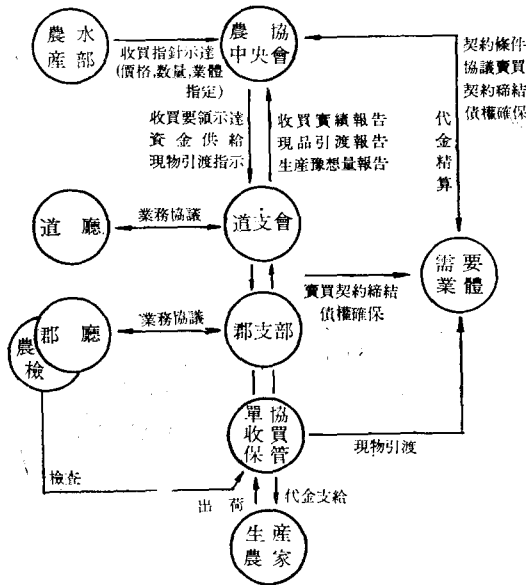 農水
産部
收買指針示達
(價格,数量,業體
指定)
農協
中央會
契約條件
協議賣買
契約締結
債權確保
收買要領示達
資金供給
現物引渡指示
收買實績報告
現品引渡報告
生産豫想量報告
代金精算
道廳
業務協議
道支會
需要
業體
賣買契約締結
債權確保
農檢
郡廳
業務協議
郡支部
單協
收買
保管
現物引渡
檢査
出荷
代金支給
生産
農家